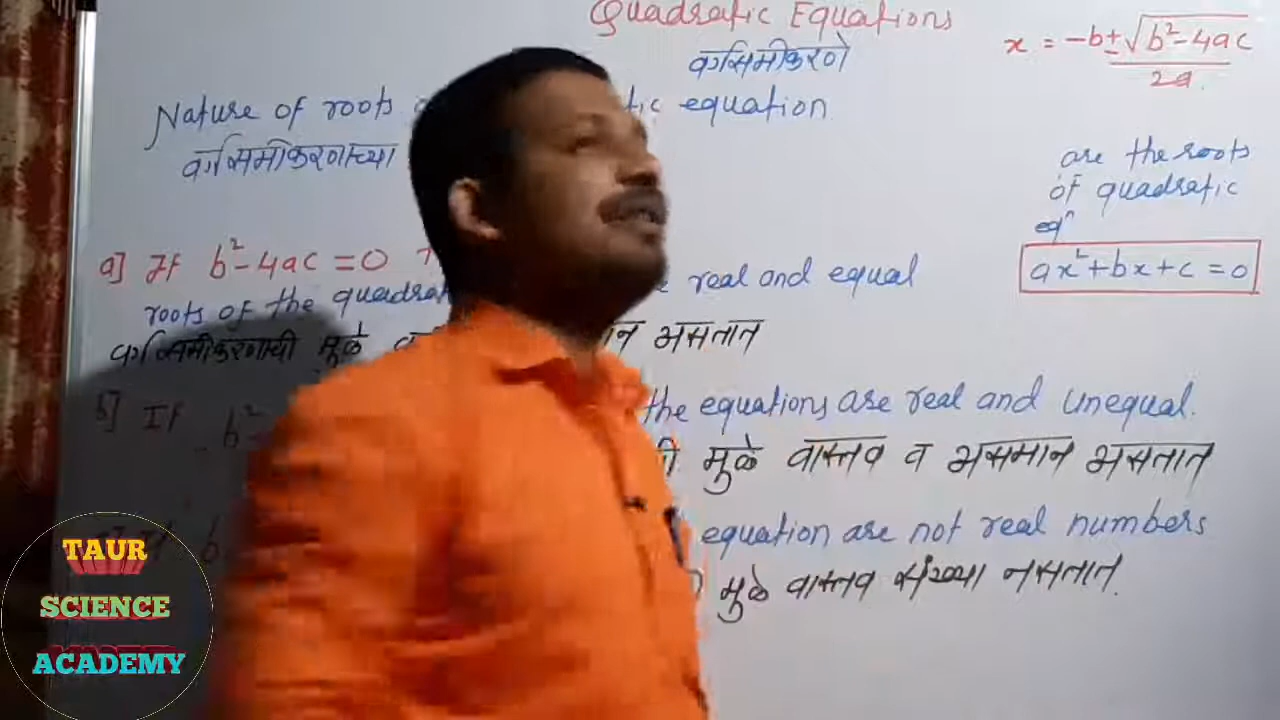 Quadratic Equations
वर्गसमीकरणे
x = -b ± √b²-4ac
2a
Nature of roots equation
वर्गसमीकरणाच्या
are the roots
of quadratic
eqⁿ
ax²+bx+c=0
a] If b²-4ac=0 real and equal
roots of the
वर्गसमीकरणाची मुळे असतात
b] If the equations are real and unequal.
मुळे वास्तव व असमान असतात
equation are not real numbers
मुळे वास्तव संख्या नसतात.
TAUR
SCIENCE
ACADEMY